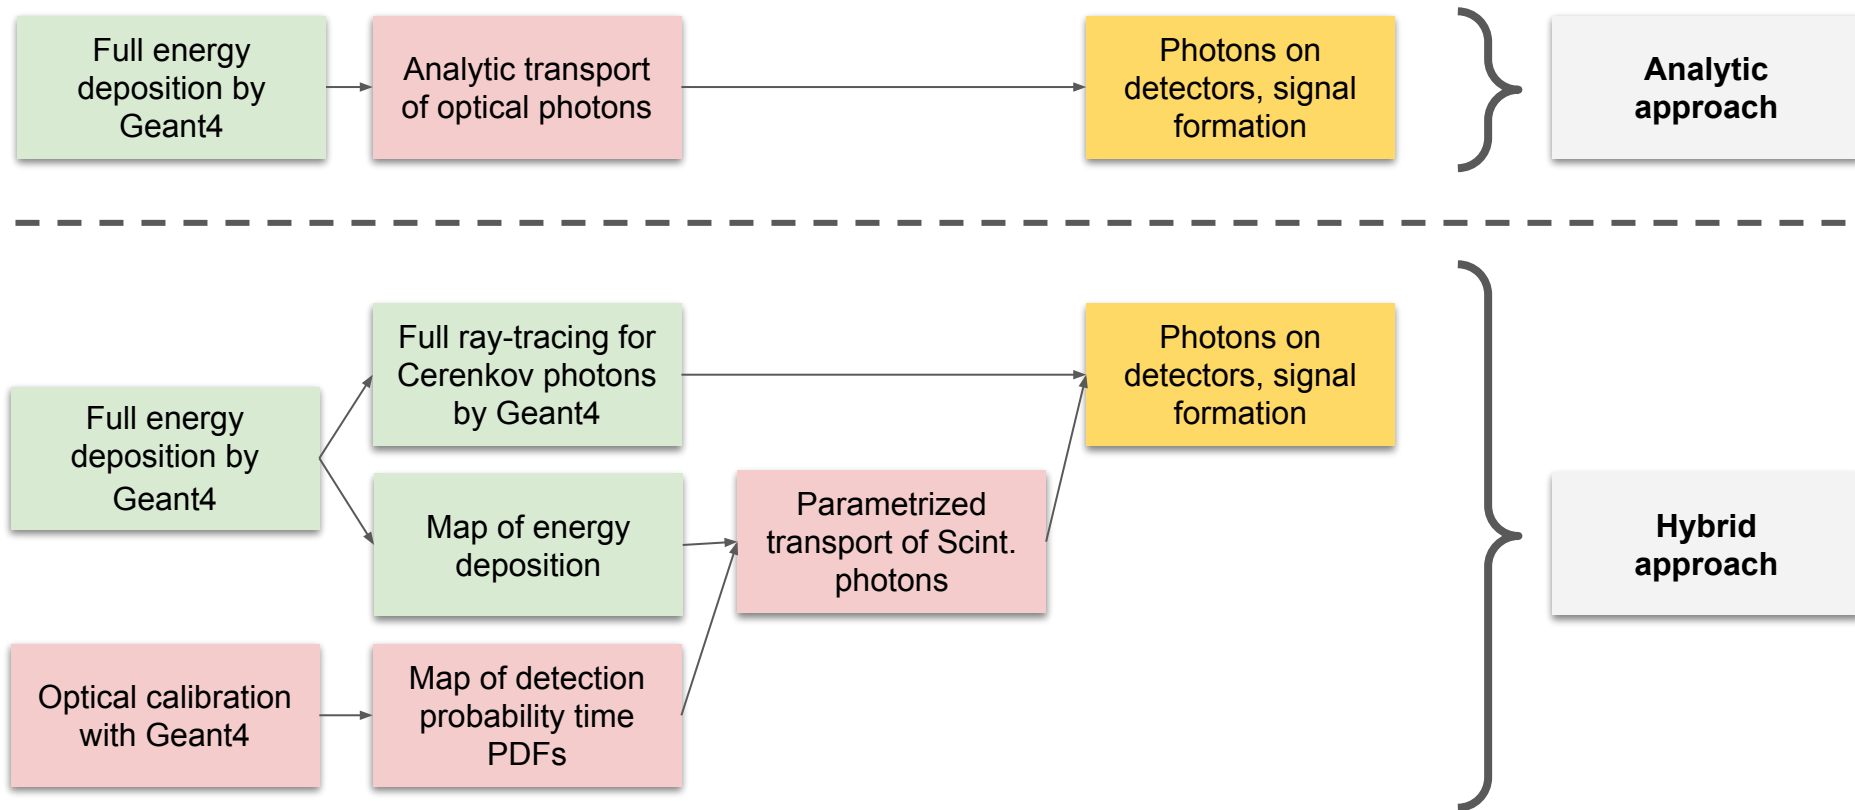 Full energy
deposition by
Geant4
Analytic transport
of optical photons
Photons on
detectors, signal
formation
Analytic
approach
Full energy
deposition by
Geant4
Full ray-tracing for
Cerenkov photons
by Geant4
Map of energy
deposition
Optical calibration
with Geant4
Map of detection
probability time
PDFs
Parametrized
transport of Scint.
photons
Photons on
detectors, signal
formation
Hybrid
approach